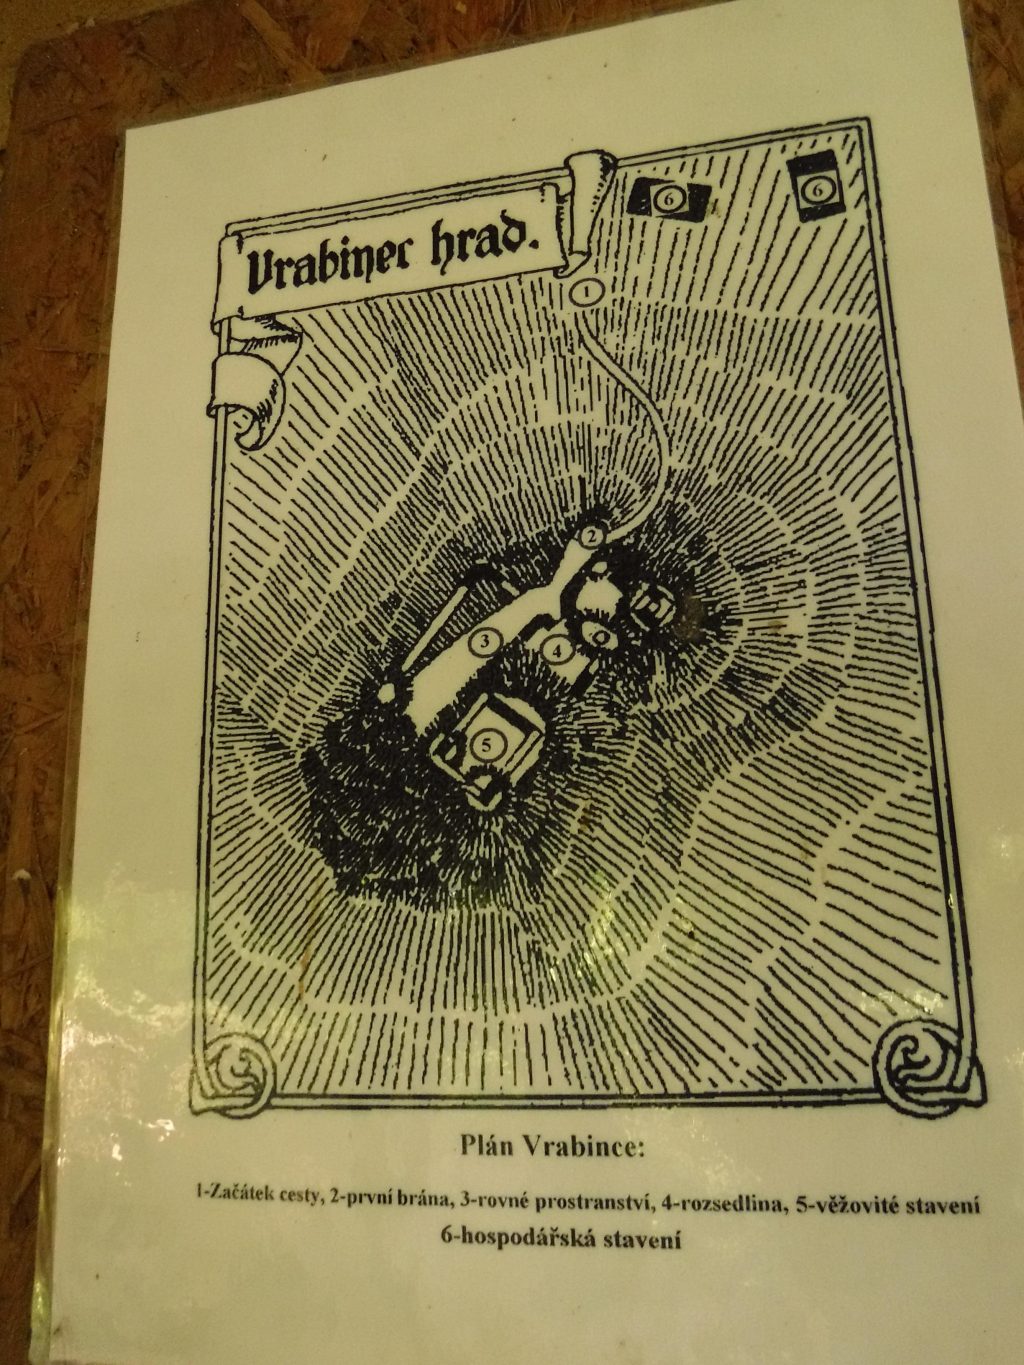 Vrabinec hrad.
6
6
1
2
3
4
5
Plán Vrabince:
1-Začátek cesty, 2-první brána, 3-rovné prostranství, 4-rozsedlina, 5-věžovité stavení
6-hospodářská stavení